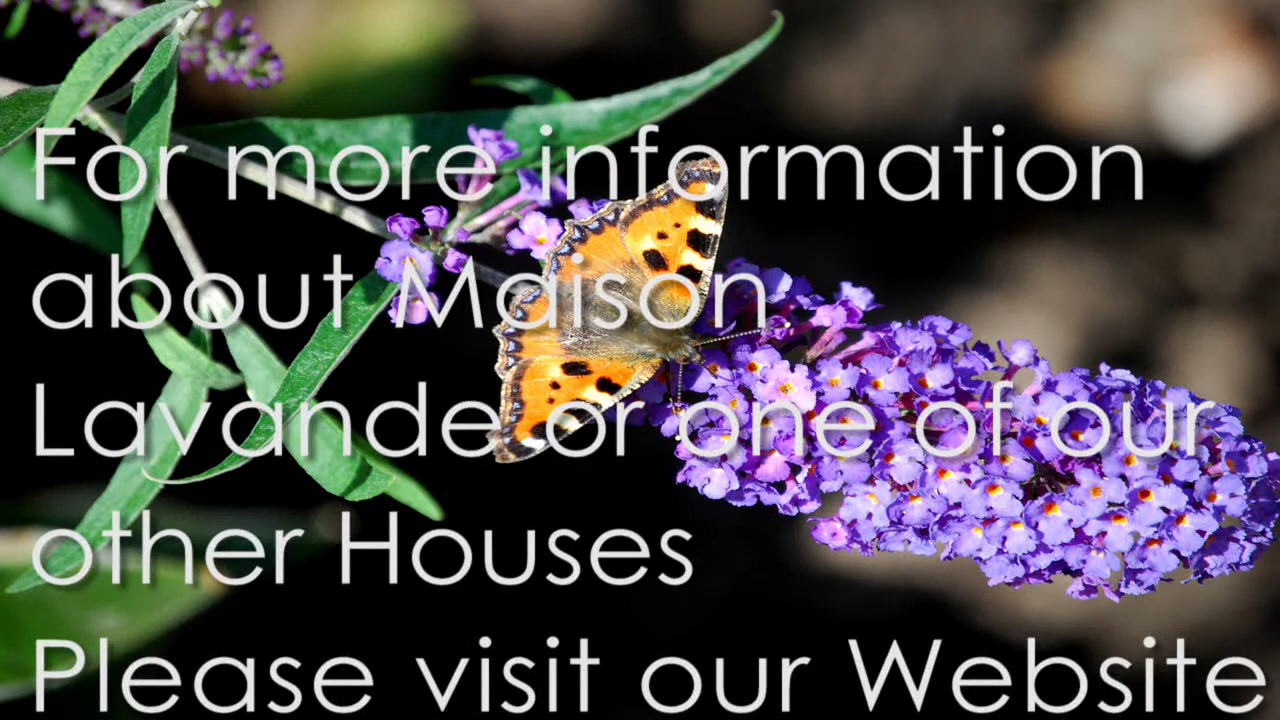 For more information
about Maison
Lavande or one of our
other Houses
Please visit our Website